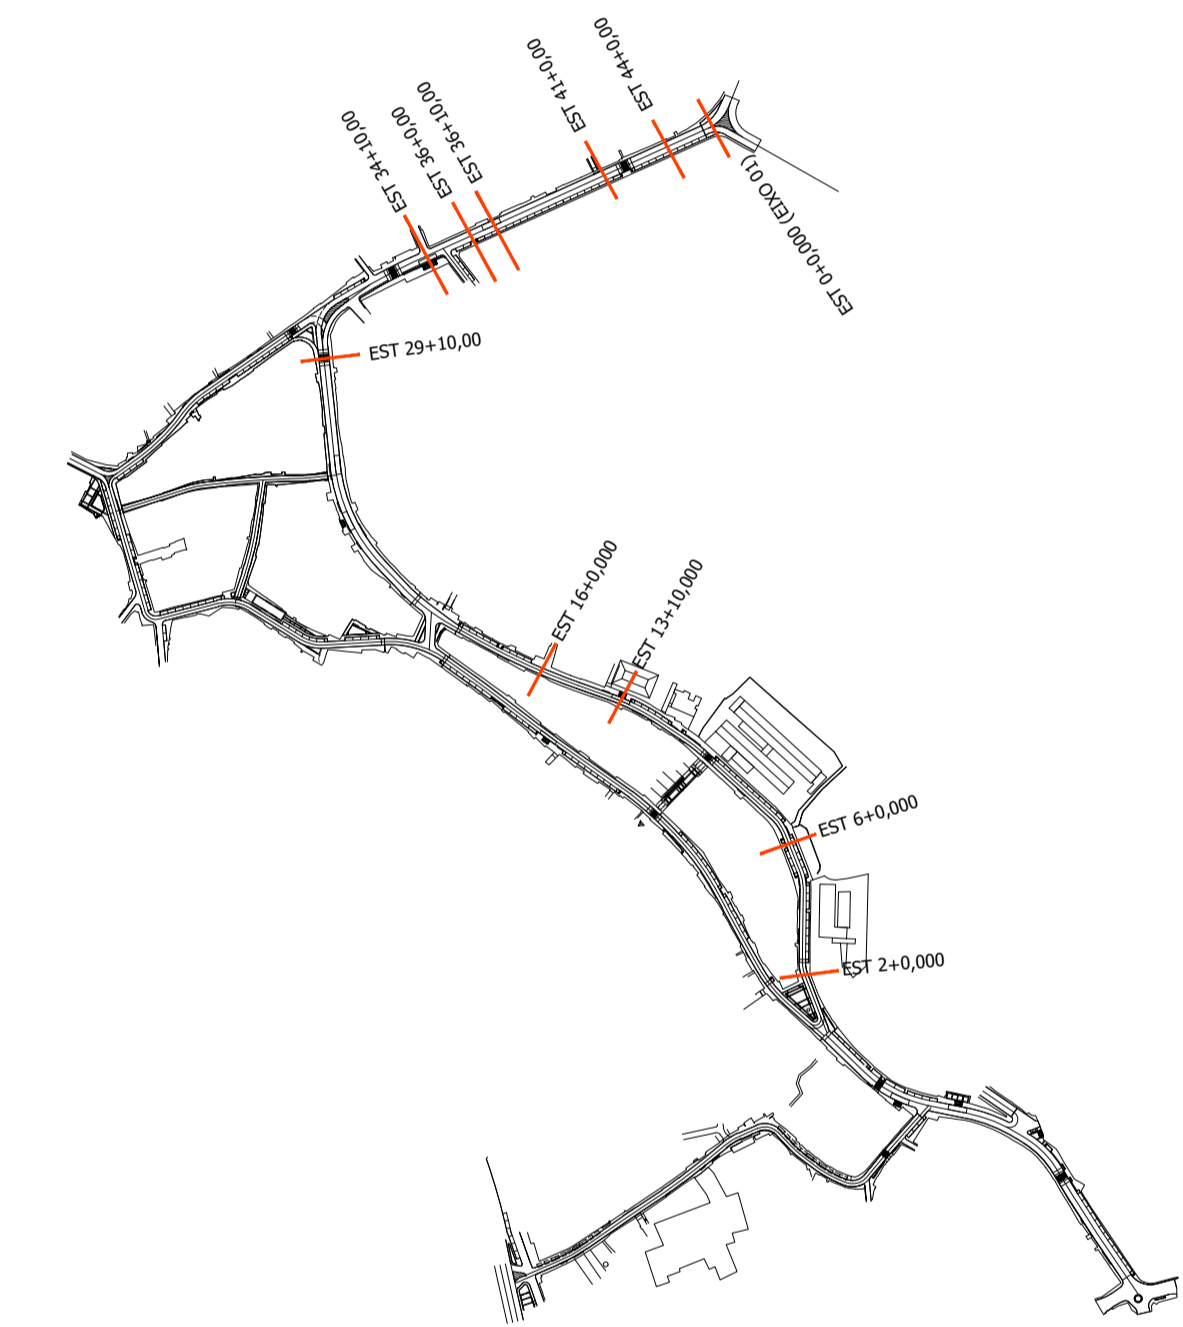 EST 44+0,00
EST 41+0,00
EST 36+10,00
EST 36+0,00
EST 34+10,00
EST 0+0,000 (EIXO 01)
EST 29+10,00
EST 16+0,000
EST 13+10,000
EST 6+0,000
EST 2+0,000